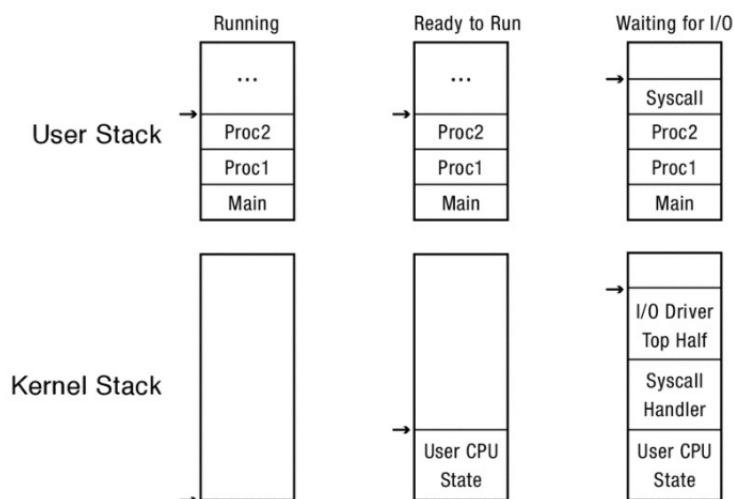 Running Ready to Run Waiting for I/O
... ...
Syscall
User Stack Proc2 Proc2 Proc2
Proc1 Proc1 Proc1
Main Main Main
I/O Driver
Top Half
Kernel Stack Syscall
Handler
User CPU User CPU
State State